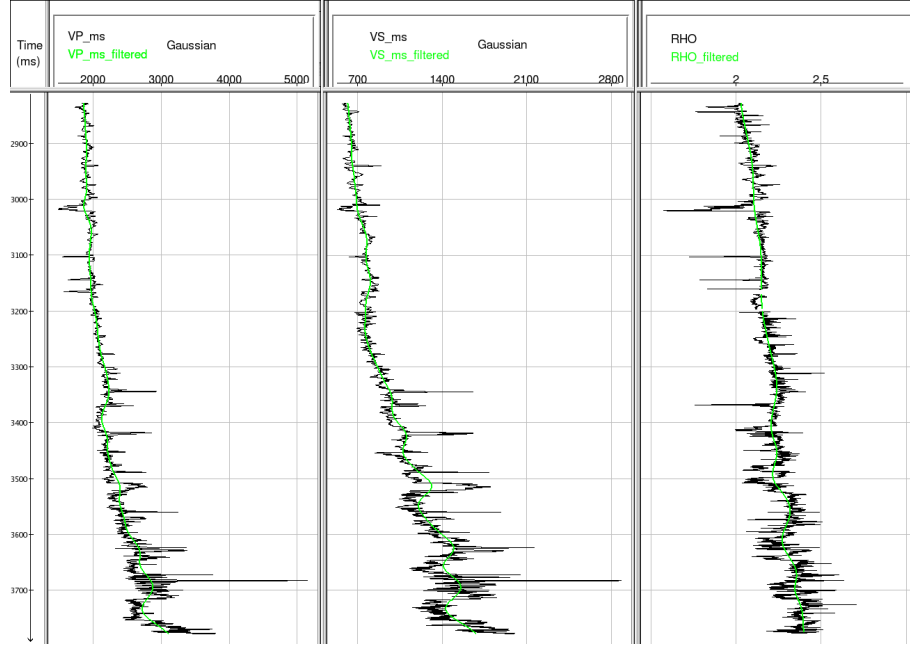 Time
(ms)
VP_ms
VP_ms_filtered
Gaussian
2000 3000 4000 5000
VS_ms
VS_ms_filtered
Gaussian
700 1400 2100 2800
RHO
RHO_filtered
2 2,5
2900
3000
3100
3200
3300
3400
3500
3600
3700